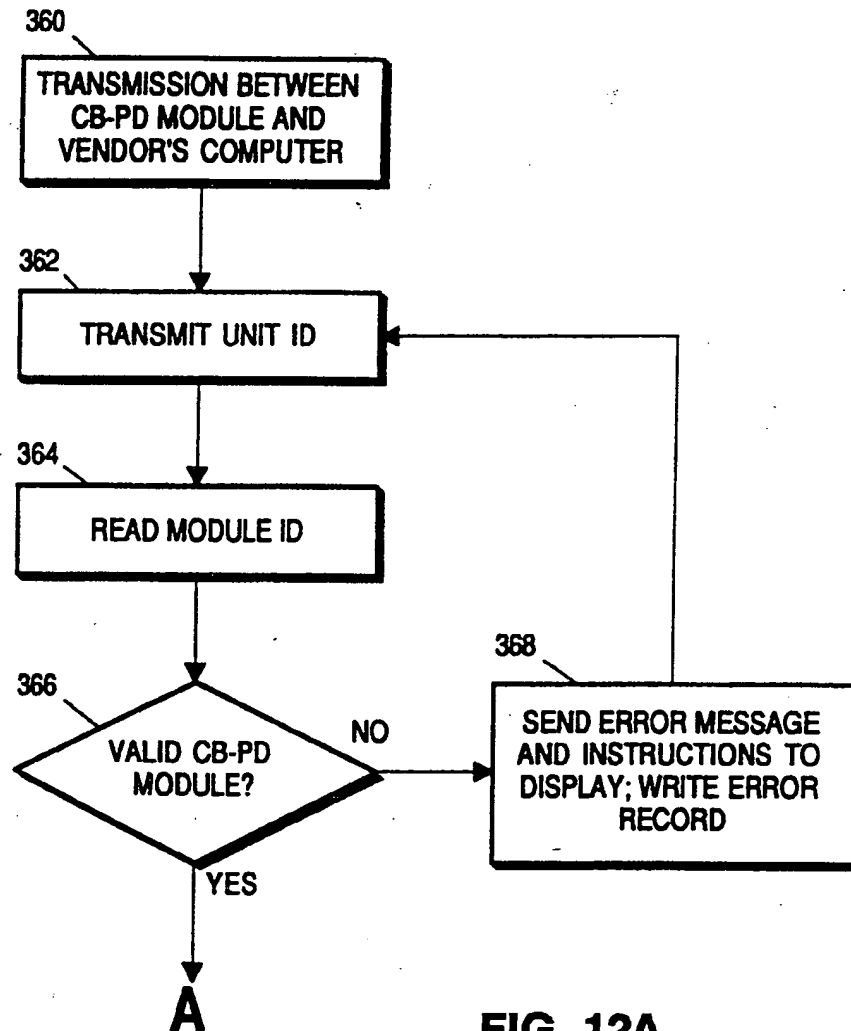 360
TRANSMISSION BETWEEN
CB-PD MODULE AND
VENDOR'S COMPUTER
362
TRANSMIT UNIT ID
364
READ MODULE ID
366
VALID CB-PD
MODULE?
NO
368
SEND ERROR MESSAGE
AND INSTRUCTIONS TO
DISPLAY; WRITE ERROR
RECORD
YES
A
FIG. 12A